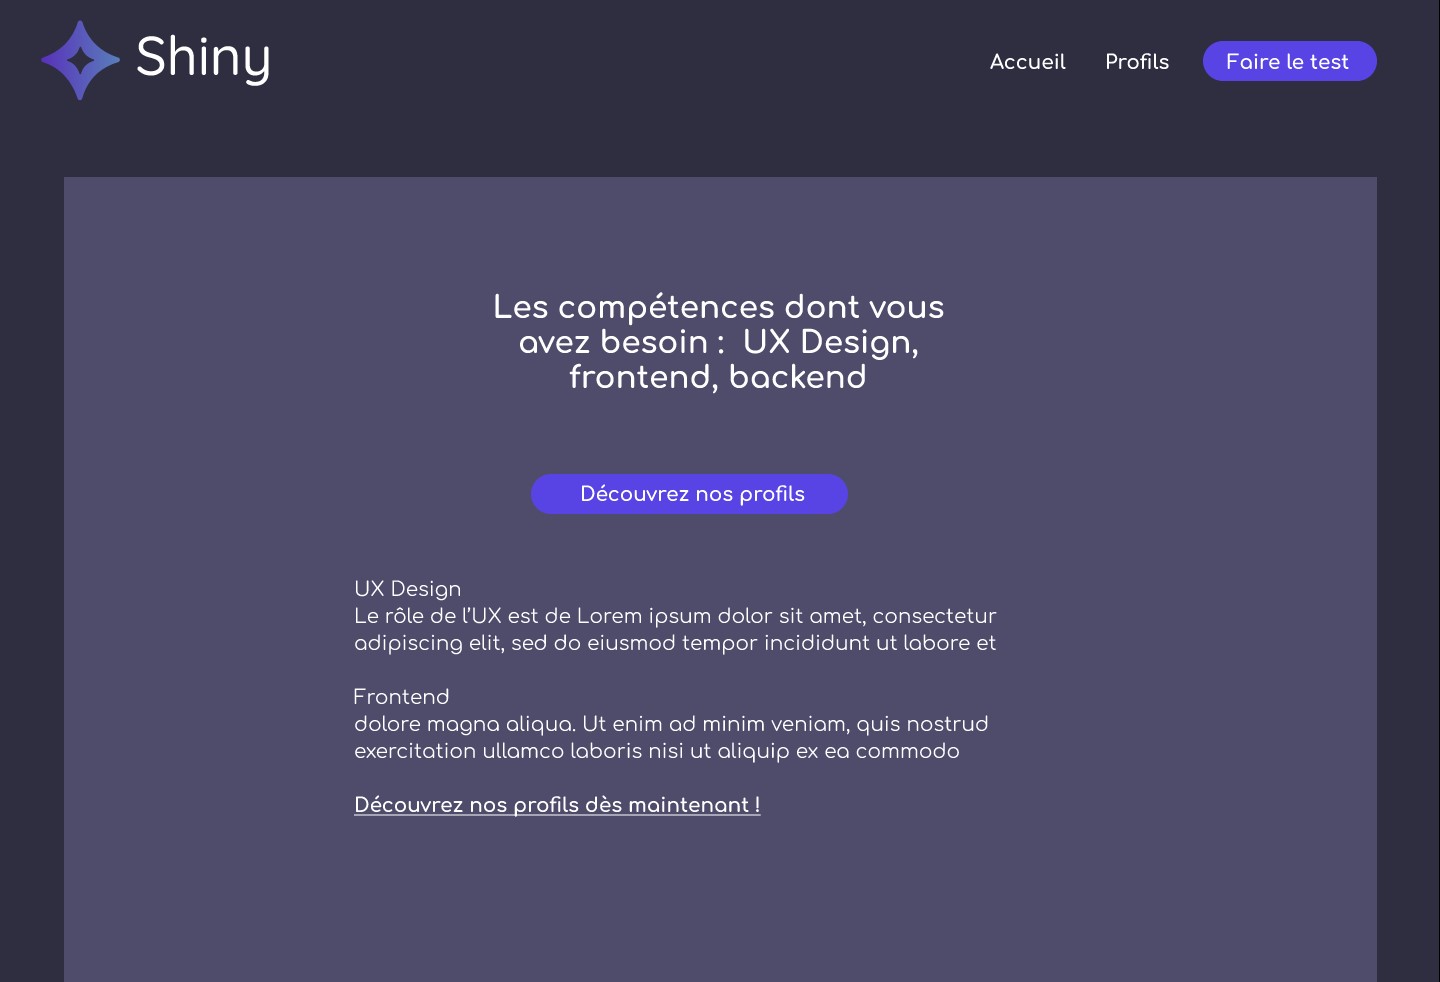 Shiny
Accueil
Profils
Faire le test
Les compétences dont vous
avez besoin :  UX Design,
frontend, backend
Découvrez nos profils
UX Design
Le rôle de l’UX est de Lorem ipsum dolor sit amet, consectetur
adipiscing elit, sed do eiusmod tempor incididunt ut labore et
Frontend
dolore magna aliqua. Ut enim ad minim veniam, quis nostrud
exercitation ullamco laboris nisi ut aliquip ex ea commodo
Découvrez nos profils dès maintenant !